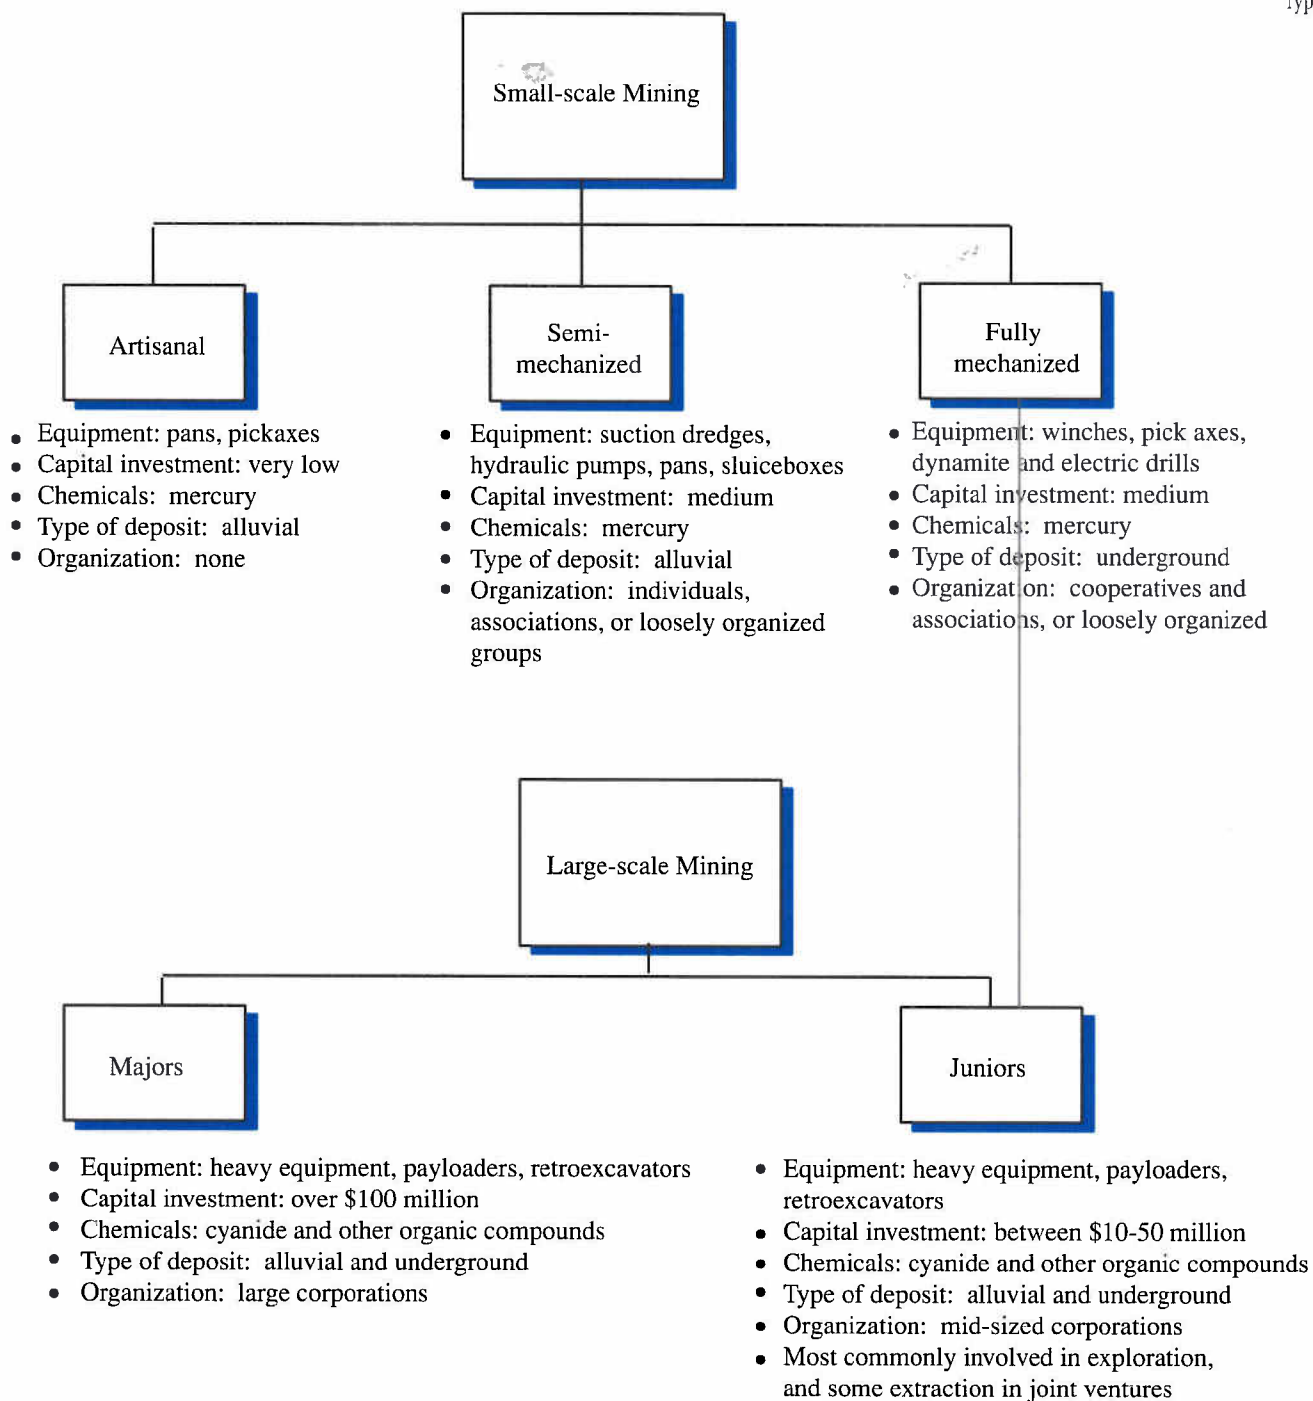 Typ
Small-scale Mining
Artisanal
Semi-
mechanized
Fully
mechanized
• Equipment: pans, pickaxes
• Capital investment: very low
• Chemicals: mercury
• Type of deposit: alluvial
• Organization: none
• Equipment: suction dredges,
hydraulic pumps, pans, sluiceboxes
• Capital investment: medium
• Chemicals: mercury
• Type of deposit: alluvial
• Organization: individuals,
associations, or loosely organized
groups
• Equipment: winches, pick axes,
dynamite and electric drills
• Capital investment: medium
• Chemicals: mercury
• Type of deposit: underground
• Organization: cooperatives and
associations, or loosely organized
Large-scale Mining
Majors
Juniors
• Equipment: heavy equipment, payloaders, retroexcavators
• Capital investment: over $100 million
• Chemicals: cyanide and other organic compounds
• Type of deposit: alluvial and underground
• Organization: large corporations
• Equipment: heavy equipment, payloaders,
retroexcavators
• Capital investment: between $10-50 million
• Chemicals: cyanide and other organic compounds
• Type of deposit: alluvial and underground
• Organization: mid-sized corporations
• Most commonly involved in exploration,
and some extraction in joint ventures